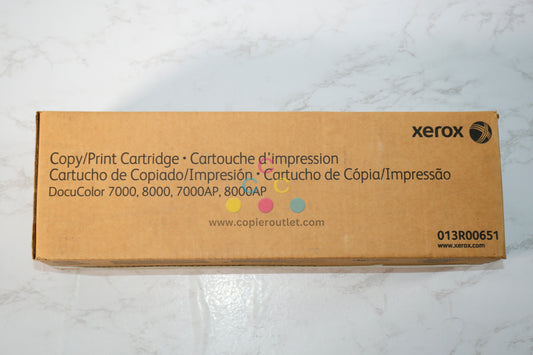 xerox
Copy/Print Cartridge • Cartouche d'impression
Cartucho de Copiado/Impresión • Cartucho de Cópia/Impressão
DocuColor 7000, 8000, 7000AP, 8000AP
C
C C
www.copieroutlet.com
013R00651
www.xerox.com